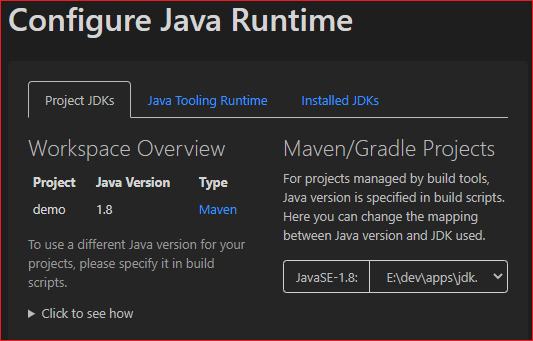 Configure Java Runtime
Project JDKs Java Tooling Runtime Installed JDKs
Workspace Overview
Project Java Version Type
demo 1.8 Maven
To use a different Java version for your
projects, please specify it in build
scripts.
▶ Click to see how
Maven/Gradle Projects
For projects managed by build tools,
Java version is specified in build scripts.
Here you can change the mapping
between Java version and JDK used.
JavaSE-1.8: E:\dev\apps\jdk.